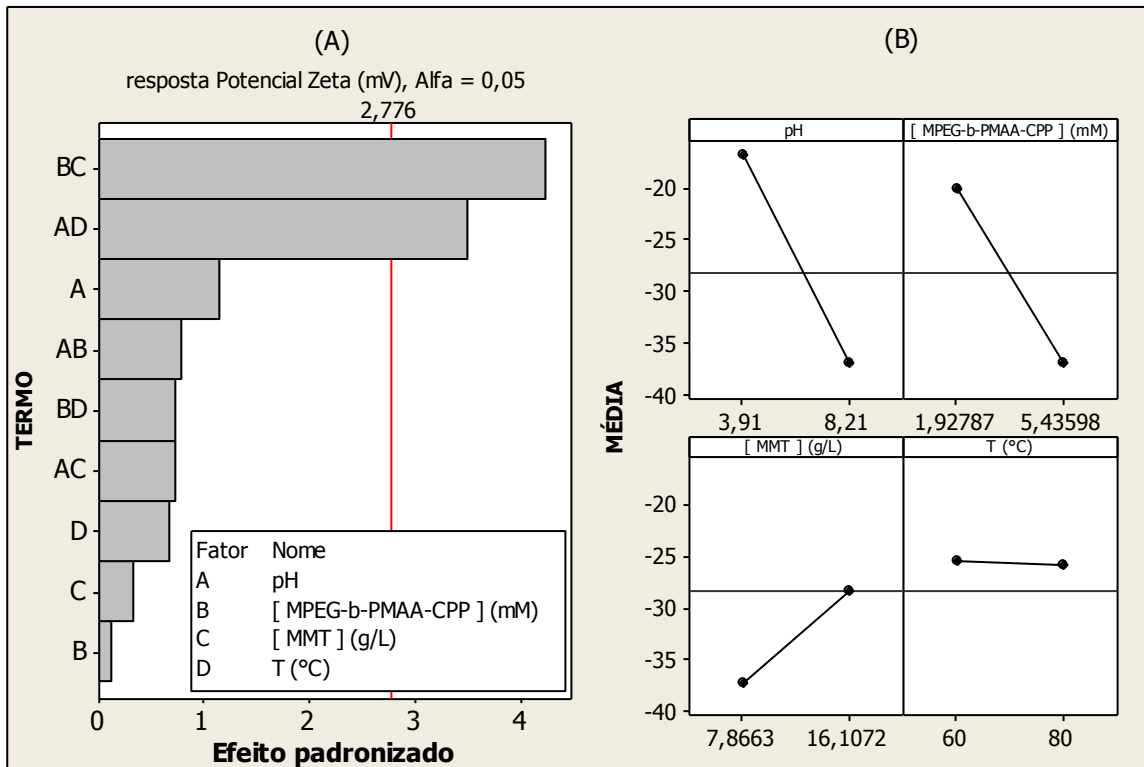 (A)
resposta Potencial Zeta (mV), Alfa = 0,05
2,776
TERMO
BC
AD
A
AB
BD
AC
D
C
B
Fator Nome
A pH
B [ MPEG-b-PMAA-CPP ] (mM)
C [ MMT ] (g/L)
D T (°C)
0 1 2 3 4
Efeito padronizado
(B)
MÉDIA
pH [ MPEG-b-PMAA-CPP ] (mM)
-20
-25
-30
-35
-40
3,91 8,21 1,92787 5,43598
[ MMT ] (g/L) T (°C)
-20
-25
-30
-35
-40
7,8663 16,1072 60 80